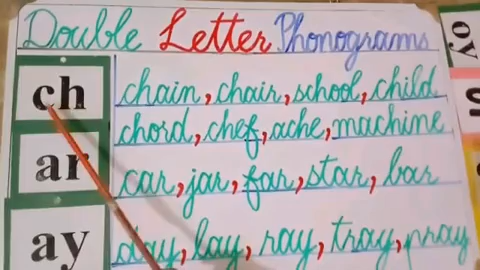 Double Letter Phonograms
ch chain, chair, school, child
chord, chef, ache, machine
ar car, jar, far, star, bar
ay day, lay, ray, tray, pray
oy